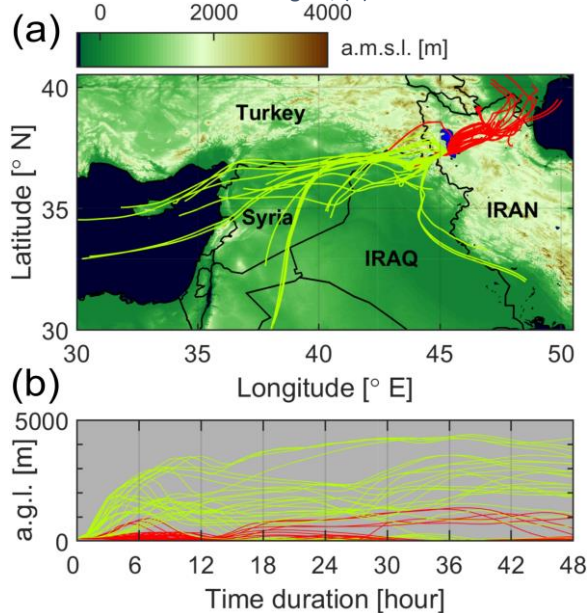 (a)
0 2000 4000
a.m.s.l. [m]
40
Turkey
Latitude [° N]
35
Syria
IRAN
IRAQ
30
30 35 40 45 50
Longitude [° E]
(b)
5000
a.g.l. [m]
0
0 6 12 18 24 30 36 42 48
Time duration [hour]